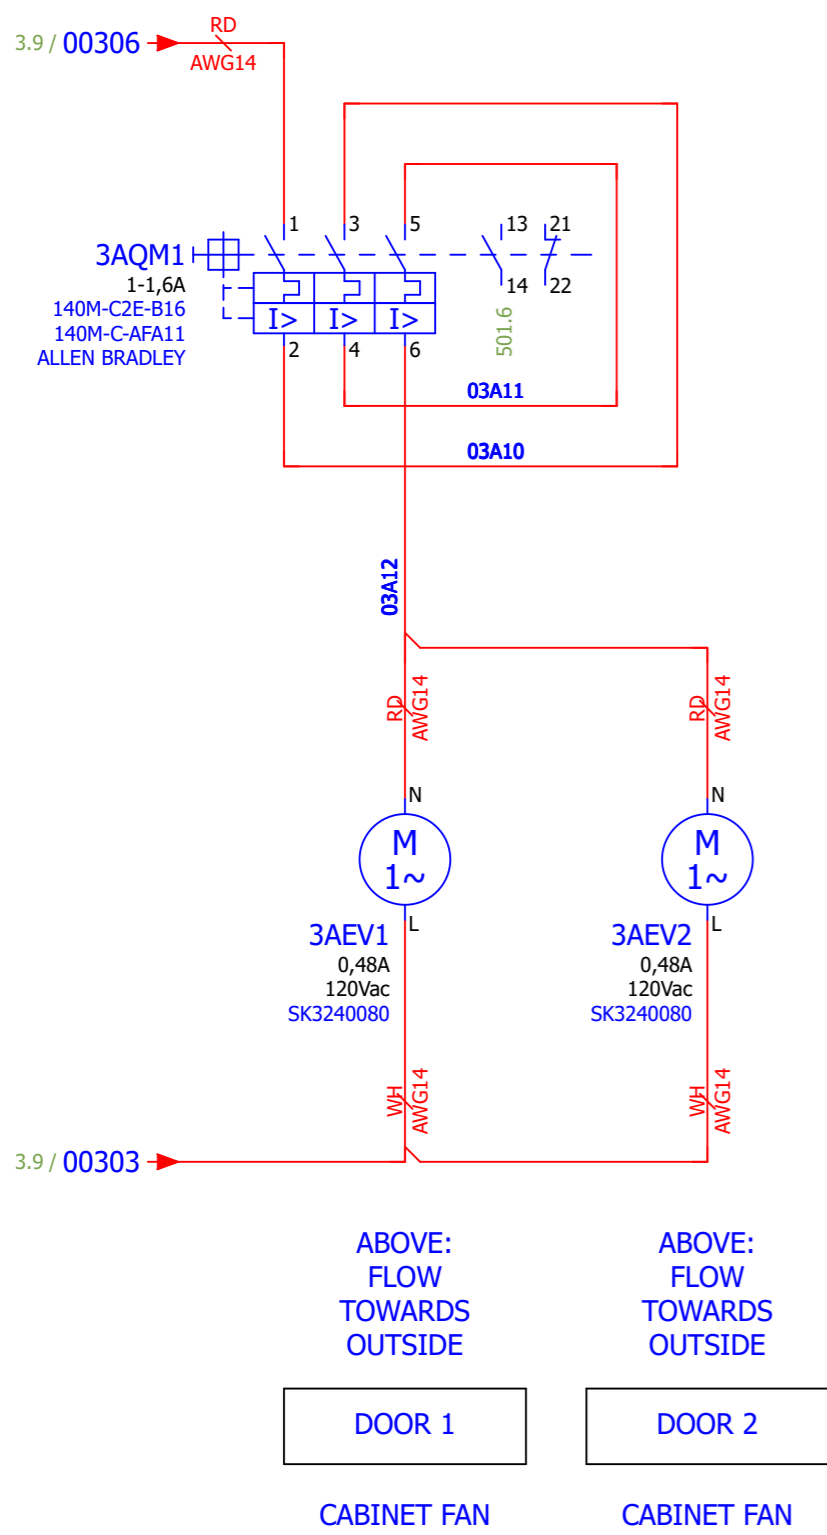 RD
3.9 / 00306
AWG14
1
3
5
13
21
3AQM1
1-1,6A
140M-C2E-B16
140M-C-AFA11
ALLEN BRADLEY
I>
I>
I>
14
22
501.6
2
4
6
03A11
03A10
03A12
RD
AWG14
RD
AWG14
N
N
M
1~
M
1~
L
L
3AEV1
0,48A
120Vac
SK3240080
3AEV2
0,48A
120Vac
SK3240080
WH
AWG14
WH
AWG14
3.9 / 00303
ABOVE:
FLOW
TOWARDS
OUTSIDE
ABOVE:
FLOW
TOWARDS
OUTSIDE
DOOR 1
DOOR 2
CABINET FAN
CABINET FAN